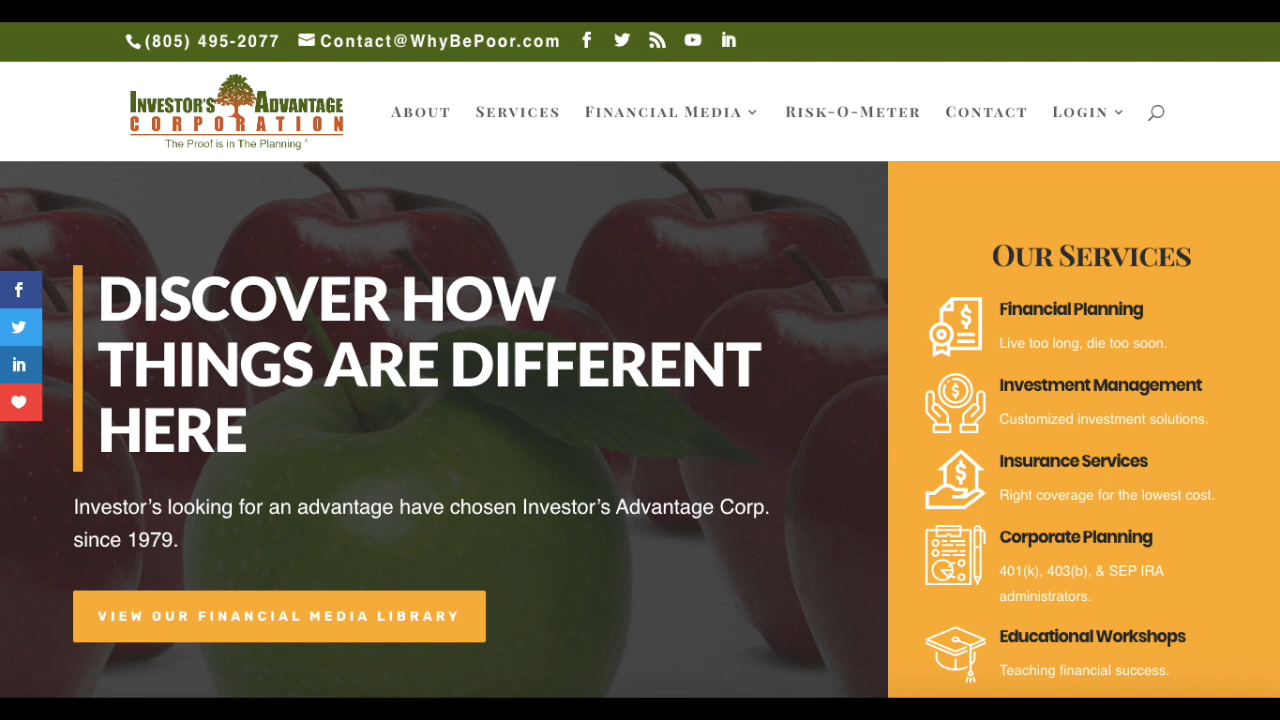 (805) 495-2077 Contact@WhyBePoor.com
INVESTOR'S ADVANTAGE
CORPORATION
The Proof is in The Planning ®
ABOUT SERVICES FINANCIAL MEDIA RISK-O-METER CONTACT LOGIN
DISCOVER HOW
THINGS ARE DIFFERENT
HERE
Investor’s looking for an advantage have chosen Investor’s Advantage Corp.
since 1979.
VIEW OUR FINANCIAL MEDIA LIBRARY
OUR SERVICES
Financial Planning
Live too long, die too soon.
Investment Management
Customized investment solutions.
Insurance Services
Right coverage for the lowest cost.
Corporate Planning
401(k), 403(b), & SEP IRA
administrators.
Educational Workshops
Teaching financial success.